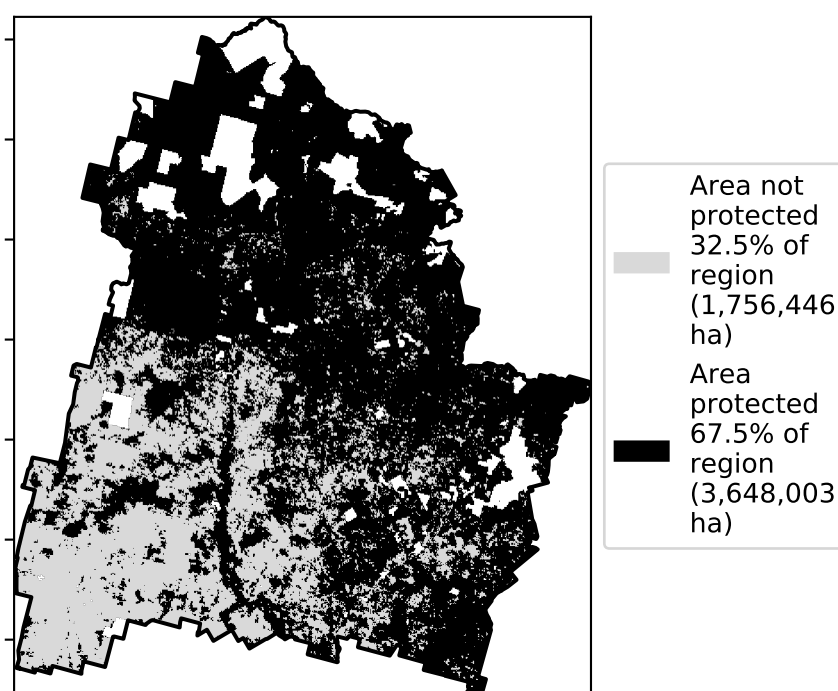 Area not
protected
32.5% of
region
(1,756,446
ha)
Area
protected
67.5% of
region
(3,648,003
ha)